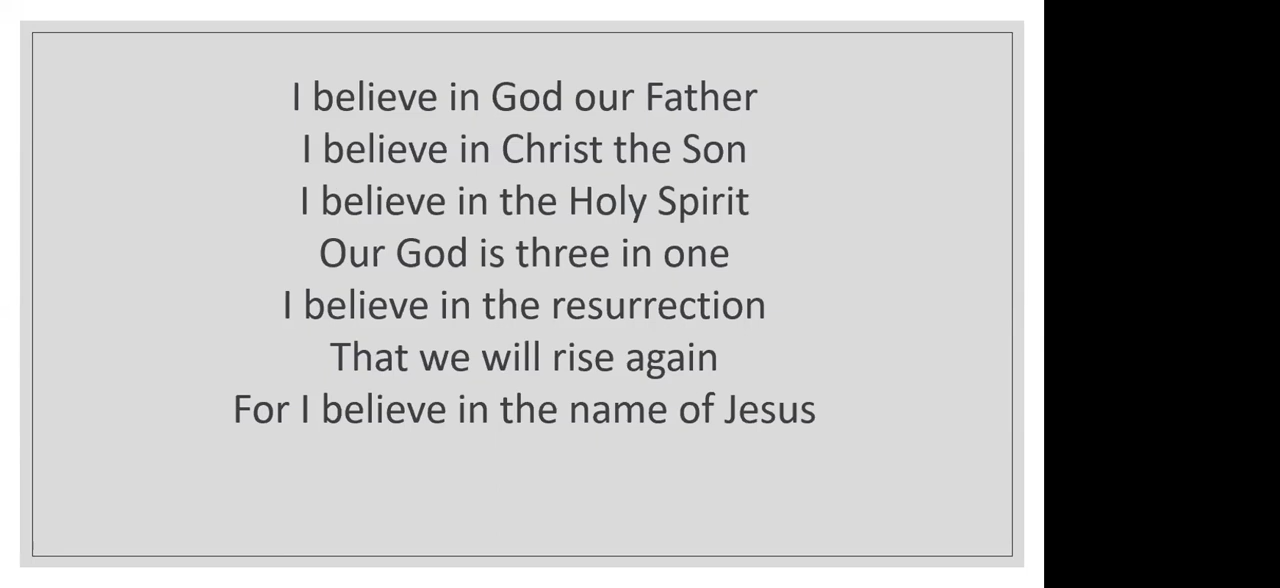 I believe in God our Father
I believe in Christ the Son
I believe in the Holy Spirit
Our God is three in one
I believe in the resurrection
That we will rise again
For I believe in the name of Jesus